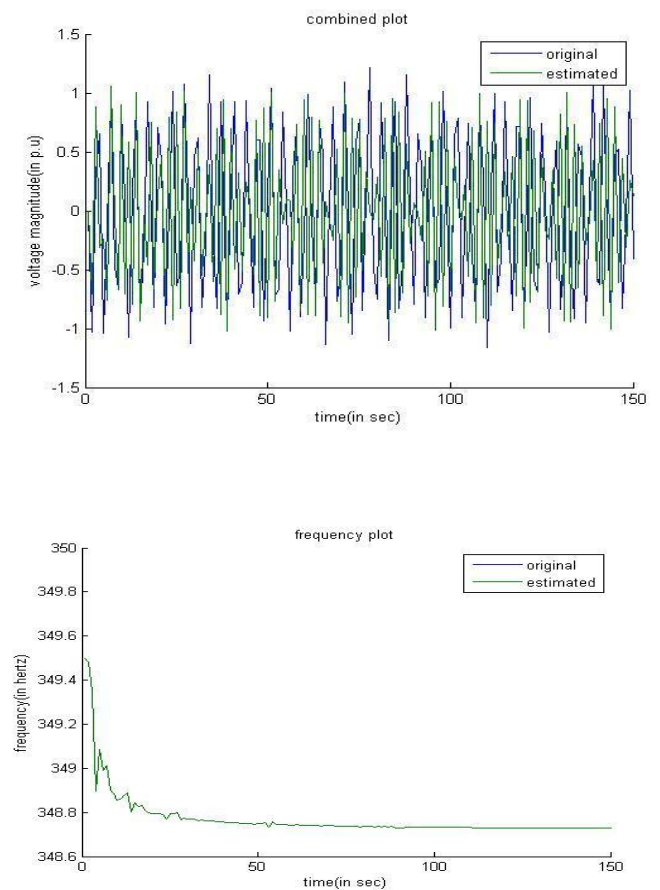 combined plot
1.5
original
estimated
1
0.5
0
-0.5
-1
-1.5
voltage magnitude(in p.u)
0
50
100
150
time(in sec)
frequency plot
350
original
estimated
349.8
349.6
349.4
349.2
349
348.8
348.6
frequency(in hertz)
0
50
100
150
time(in sec)